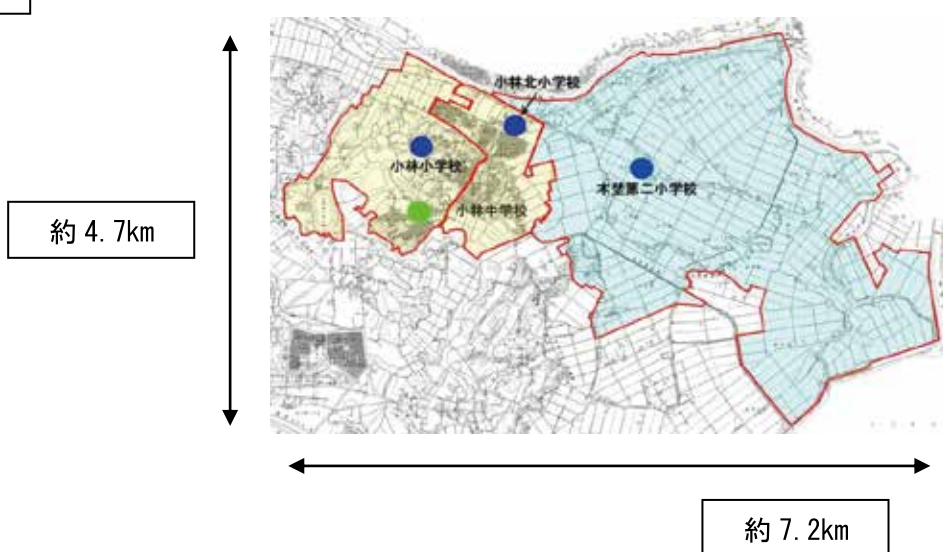 小林北小学校
小林小学校
本埜第二小学校
小林中学校
約 4.7km
約 7.2km